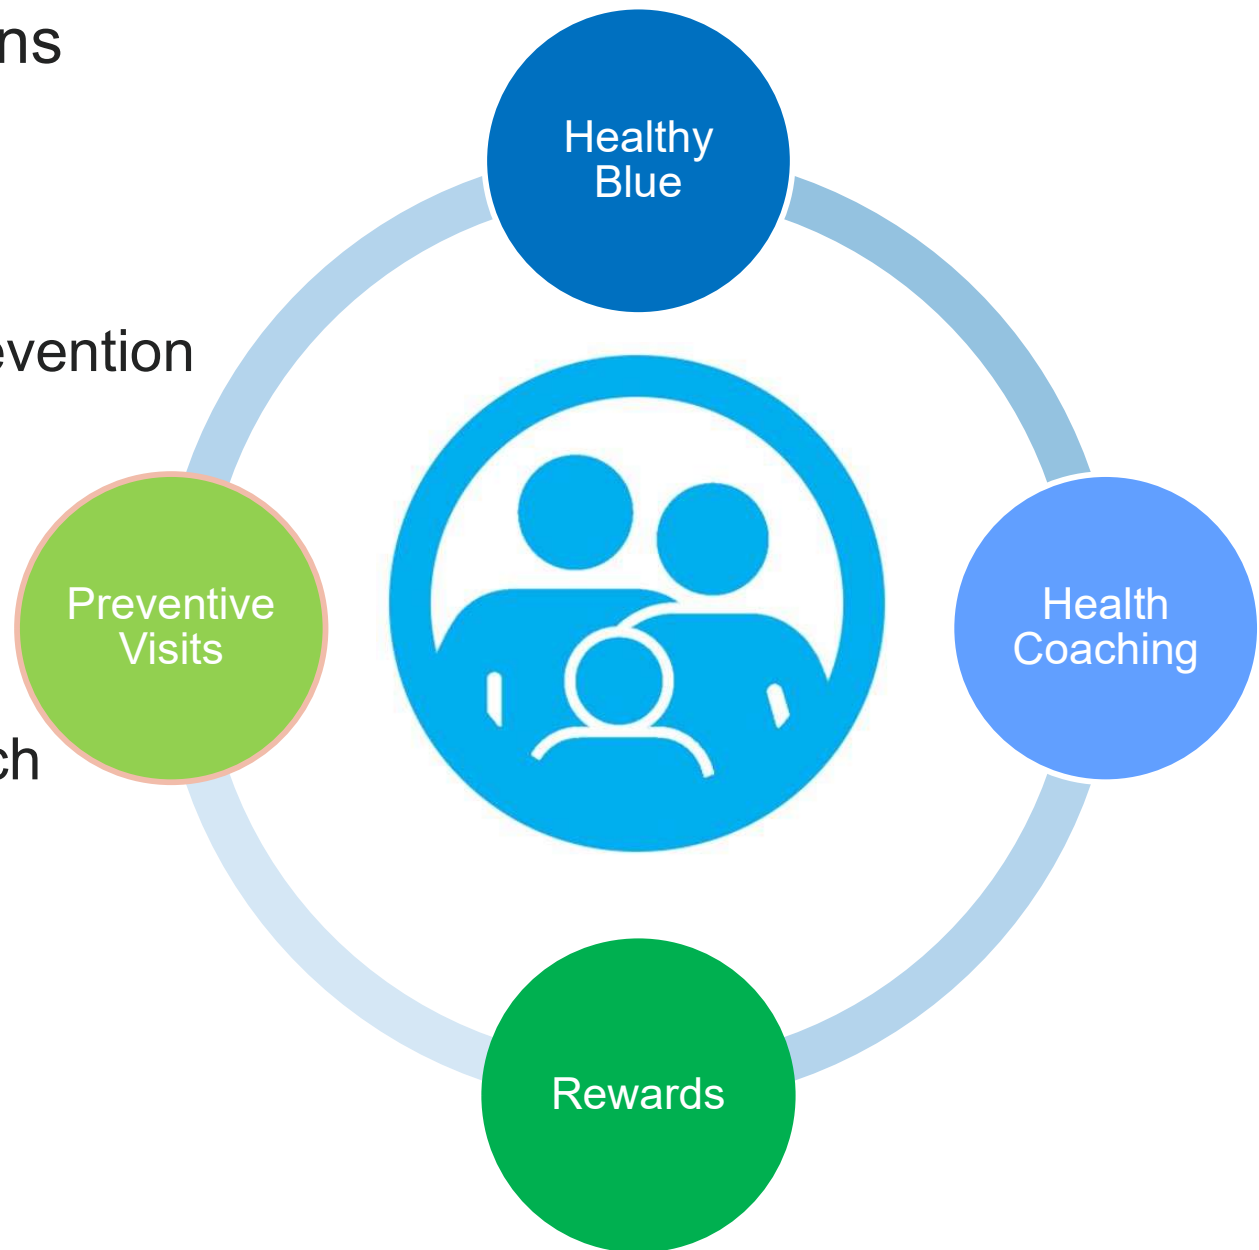 ns
Healthy
Blue
evention
Preventive
Visits
Health
Coaching
ch
Rewards